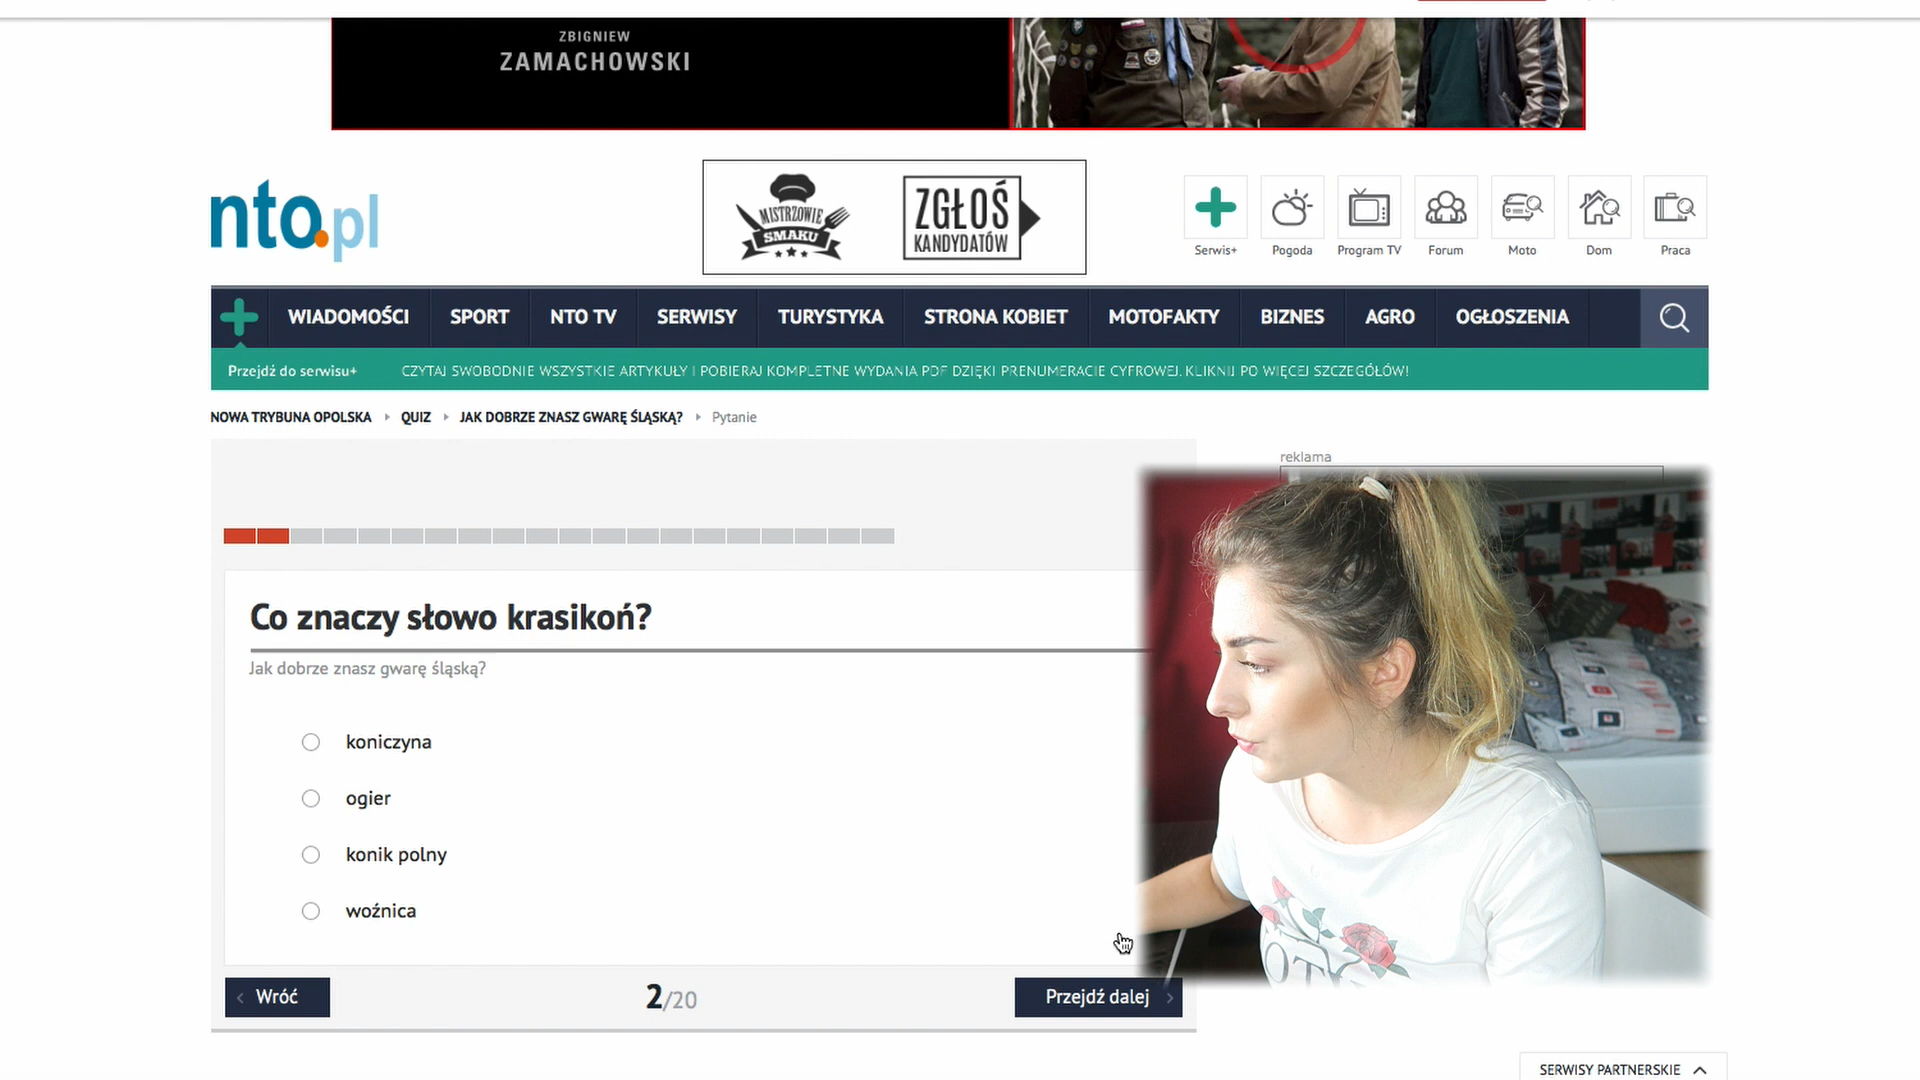 ZBIGNIEW
ZAMACHOWSKI
nto.pl
MISTRZOWIE
SMAKU
ZGŁOŚ
KANDYDATÓW
Serwis+
Pogoda
Program TV
Forum
Moto
Dom
Praca
WIADOMOŚCI
SPORT
NTO TV
SERWISY
TURYSTYKA
STRONA KOBIET
MOTOFAKTY
BIZNES
AGRO
OGŁOSZENIA
Przejdź do serwisu+
CZYTAJ SWOBODNIE WSZYSTKIE ARTYKUŁY I POBIERAJ KOMPLETNE WYDANIA PDF DZIĘKI PRENUMERACIE CYFROWEJ. KLIKNIJ PO WIĘCEJ SZCZEGÓŁÓW!
NOWA TRYBUNA OPOLSKA
QUIZ
JAK DOBRZE ZNASZ GWARĘ ŚLĄSKĄ?
Pytanie
reklama
Co znaczy słowo krasikoń?
Jak dobrze znasz gwarę śląską?
koniczyna
ogier
konik polny
woźnica
Wróć
2/20
Przejdź dalej
SERWISY PARTNERSKIE